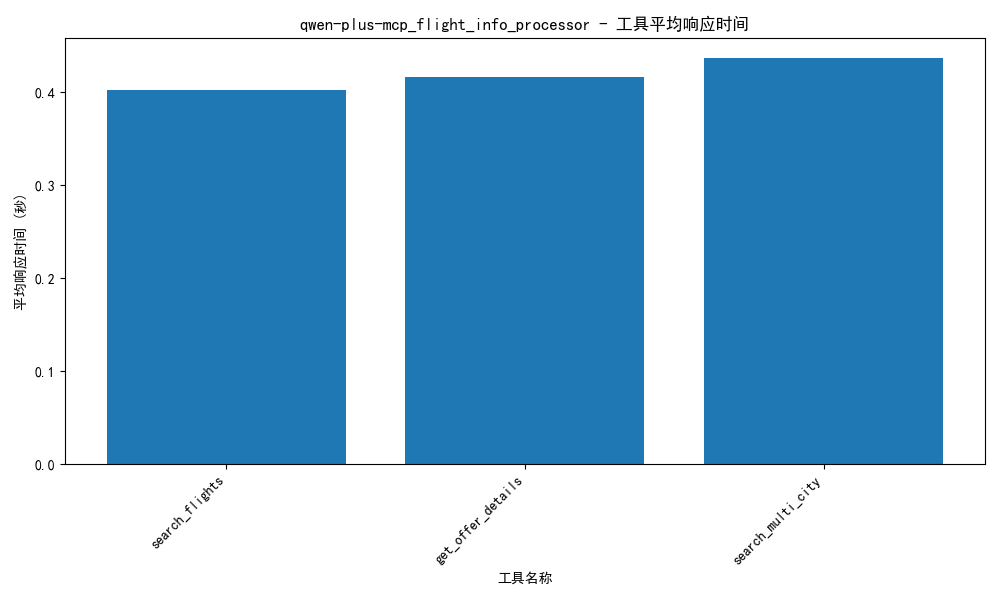 qwen-plus-mcp_flight_info_processor - 工具平均响应时间
平均响应时间 (秒)
0.4
0.3
0.2
0.1
0.0
search_flights
get_offer_details
search_multi_city
工具名称